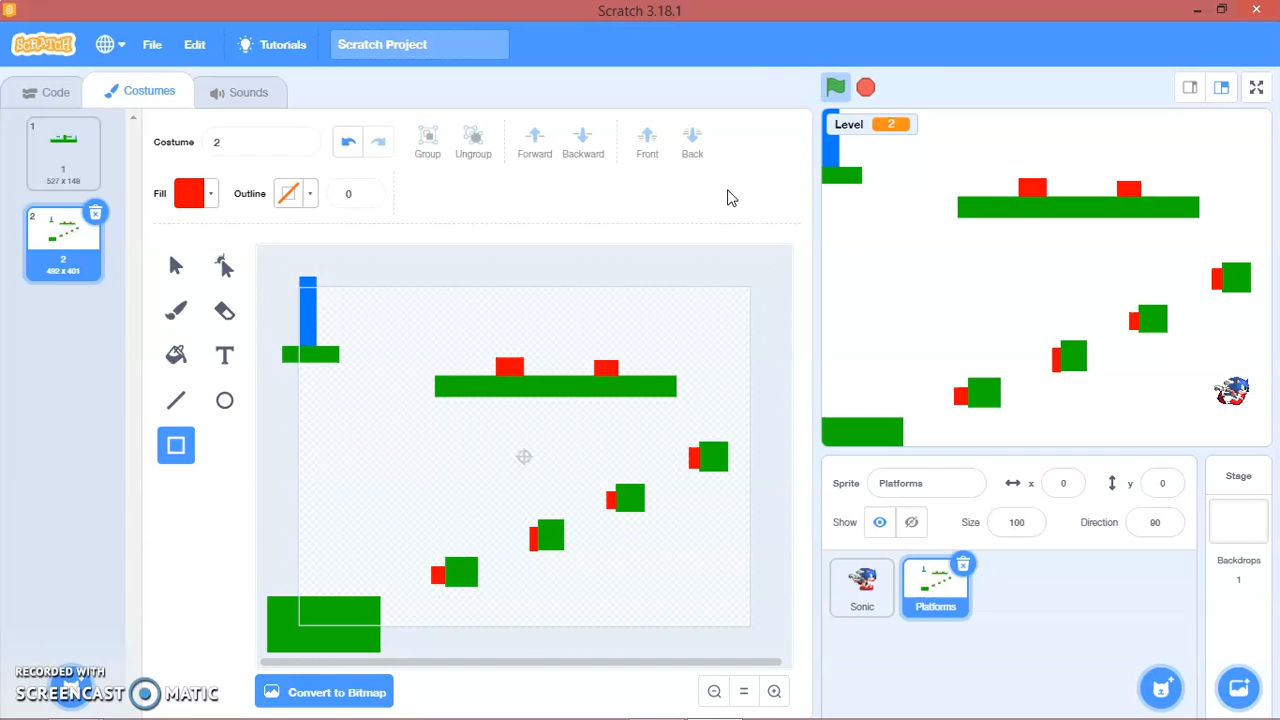 Scratch 3.18.1
SCRATCH
File
Edit
Tutorials
Scratch Project
Code
Costumes
Sounds
1
1
527 x 148
2
2
492 x 401
Costume
2
Group
Ungroup
Forward
Backward
Front
Back
Fill
Outline
0
Convert to Bitmap
RECORDED WITH
SCREENCAST MATIC
Level 2
Sprite
Platforms
x
0
y
0
Show
Size
100
Direction
90
Sonic
Platforms
Stage
Backdrops
1